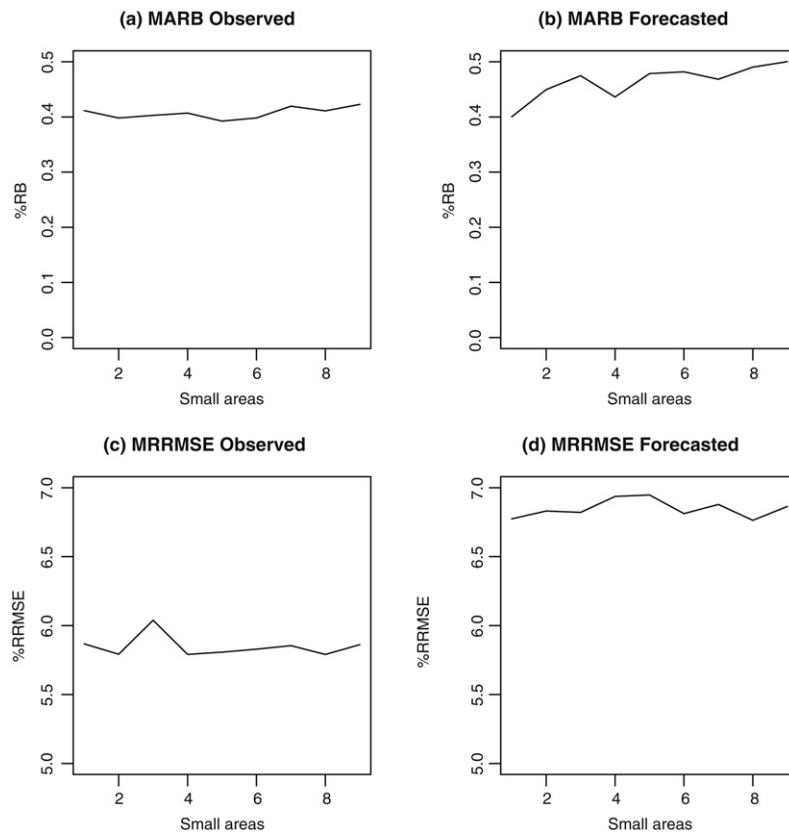 (a) MARB Observed
%RB
0.0 0.1 0.2 0.3 0.4 0.5
2 4 6 8
Small areas
(b) MARB Forecasted
%RB
0.0 0.1 0.2 0.3 0.4 0.5
2 4 6 8
Small areas
(c) MRRMSE Observed
%RRMSE
5.0 5.5 6.0 6.5 7.0
2 4 6 8
Small areas
(d) MRRMSE Forecasted
%RRMSE
5.0 5.5 6.0 6.5 7.0
2 4 6 8
Small areas